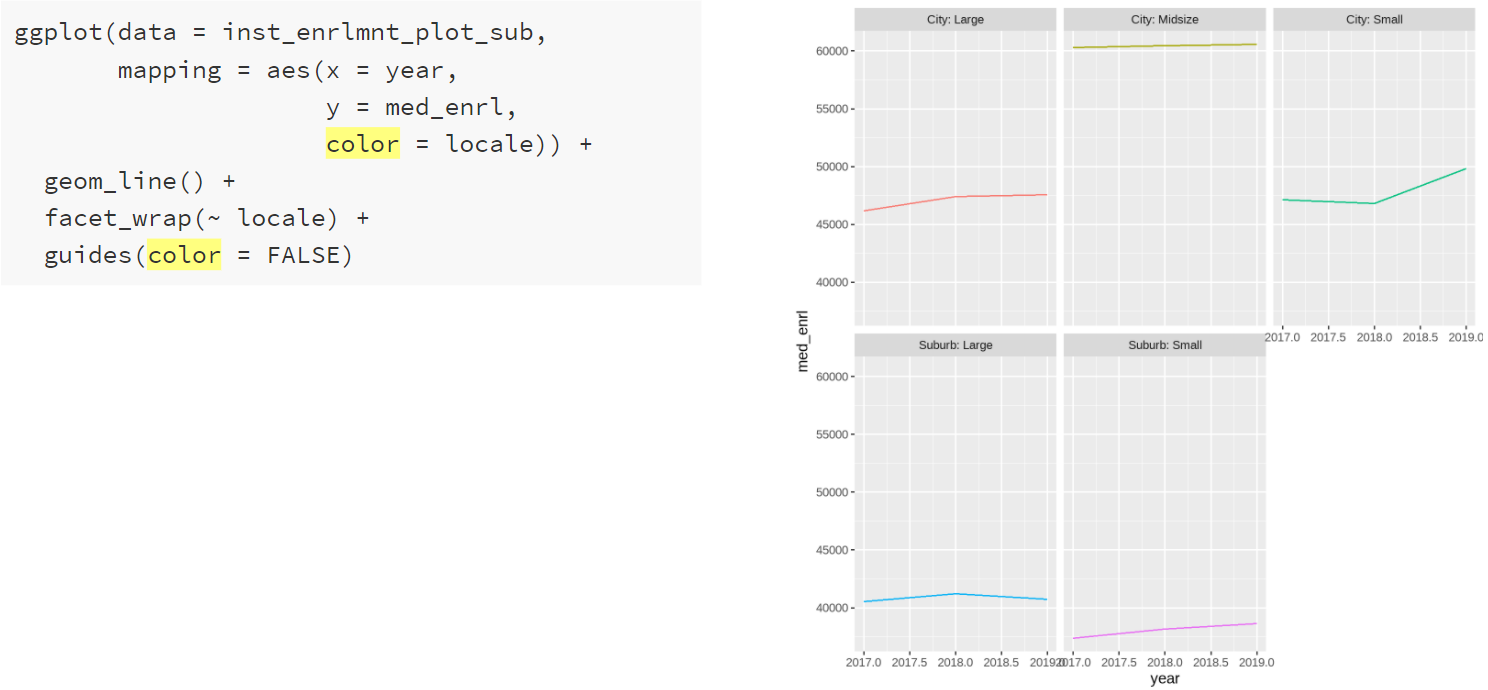 ggplot(data = inst_enrlmnt_plot_sub,
mapping = aes(x = year,
y = med_enrl,
color = locale)) +
geom_line() +
facet_wrap(~ locale) +
guides(color = FALSE)
City: Large
City: Midsize
City: Small
60000
55000
50000
45000
40000
2017.0 2017.5 2018.0 2018.5 2019.0
med_enrl
Suburb: Large
Suburb: Small
60000
55000
50000
45000
40000
2017.0 2017.5 2018.0 2018.5 2019
2017.0 2017.5 2018.0 2018.5 2019.0
year